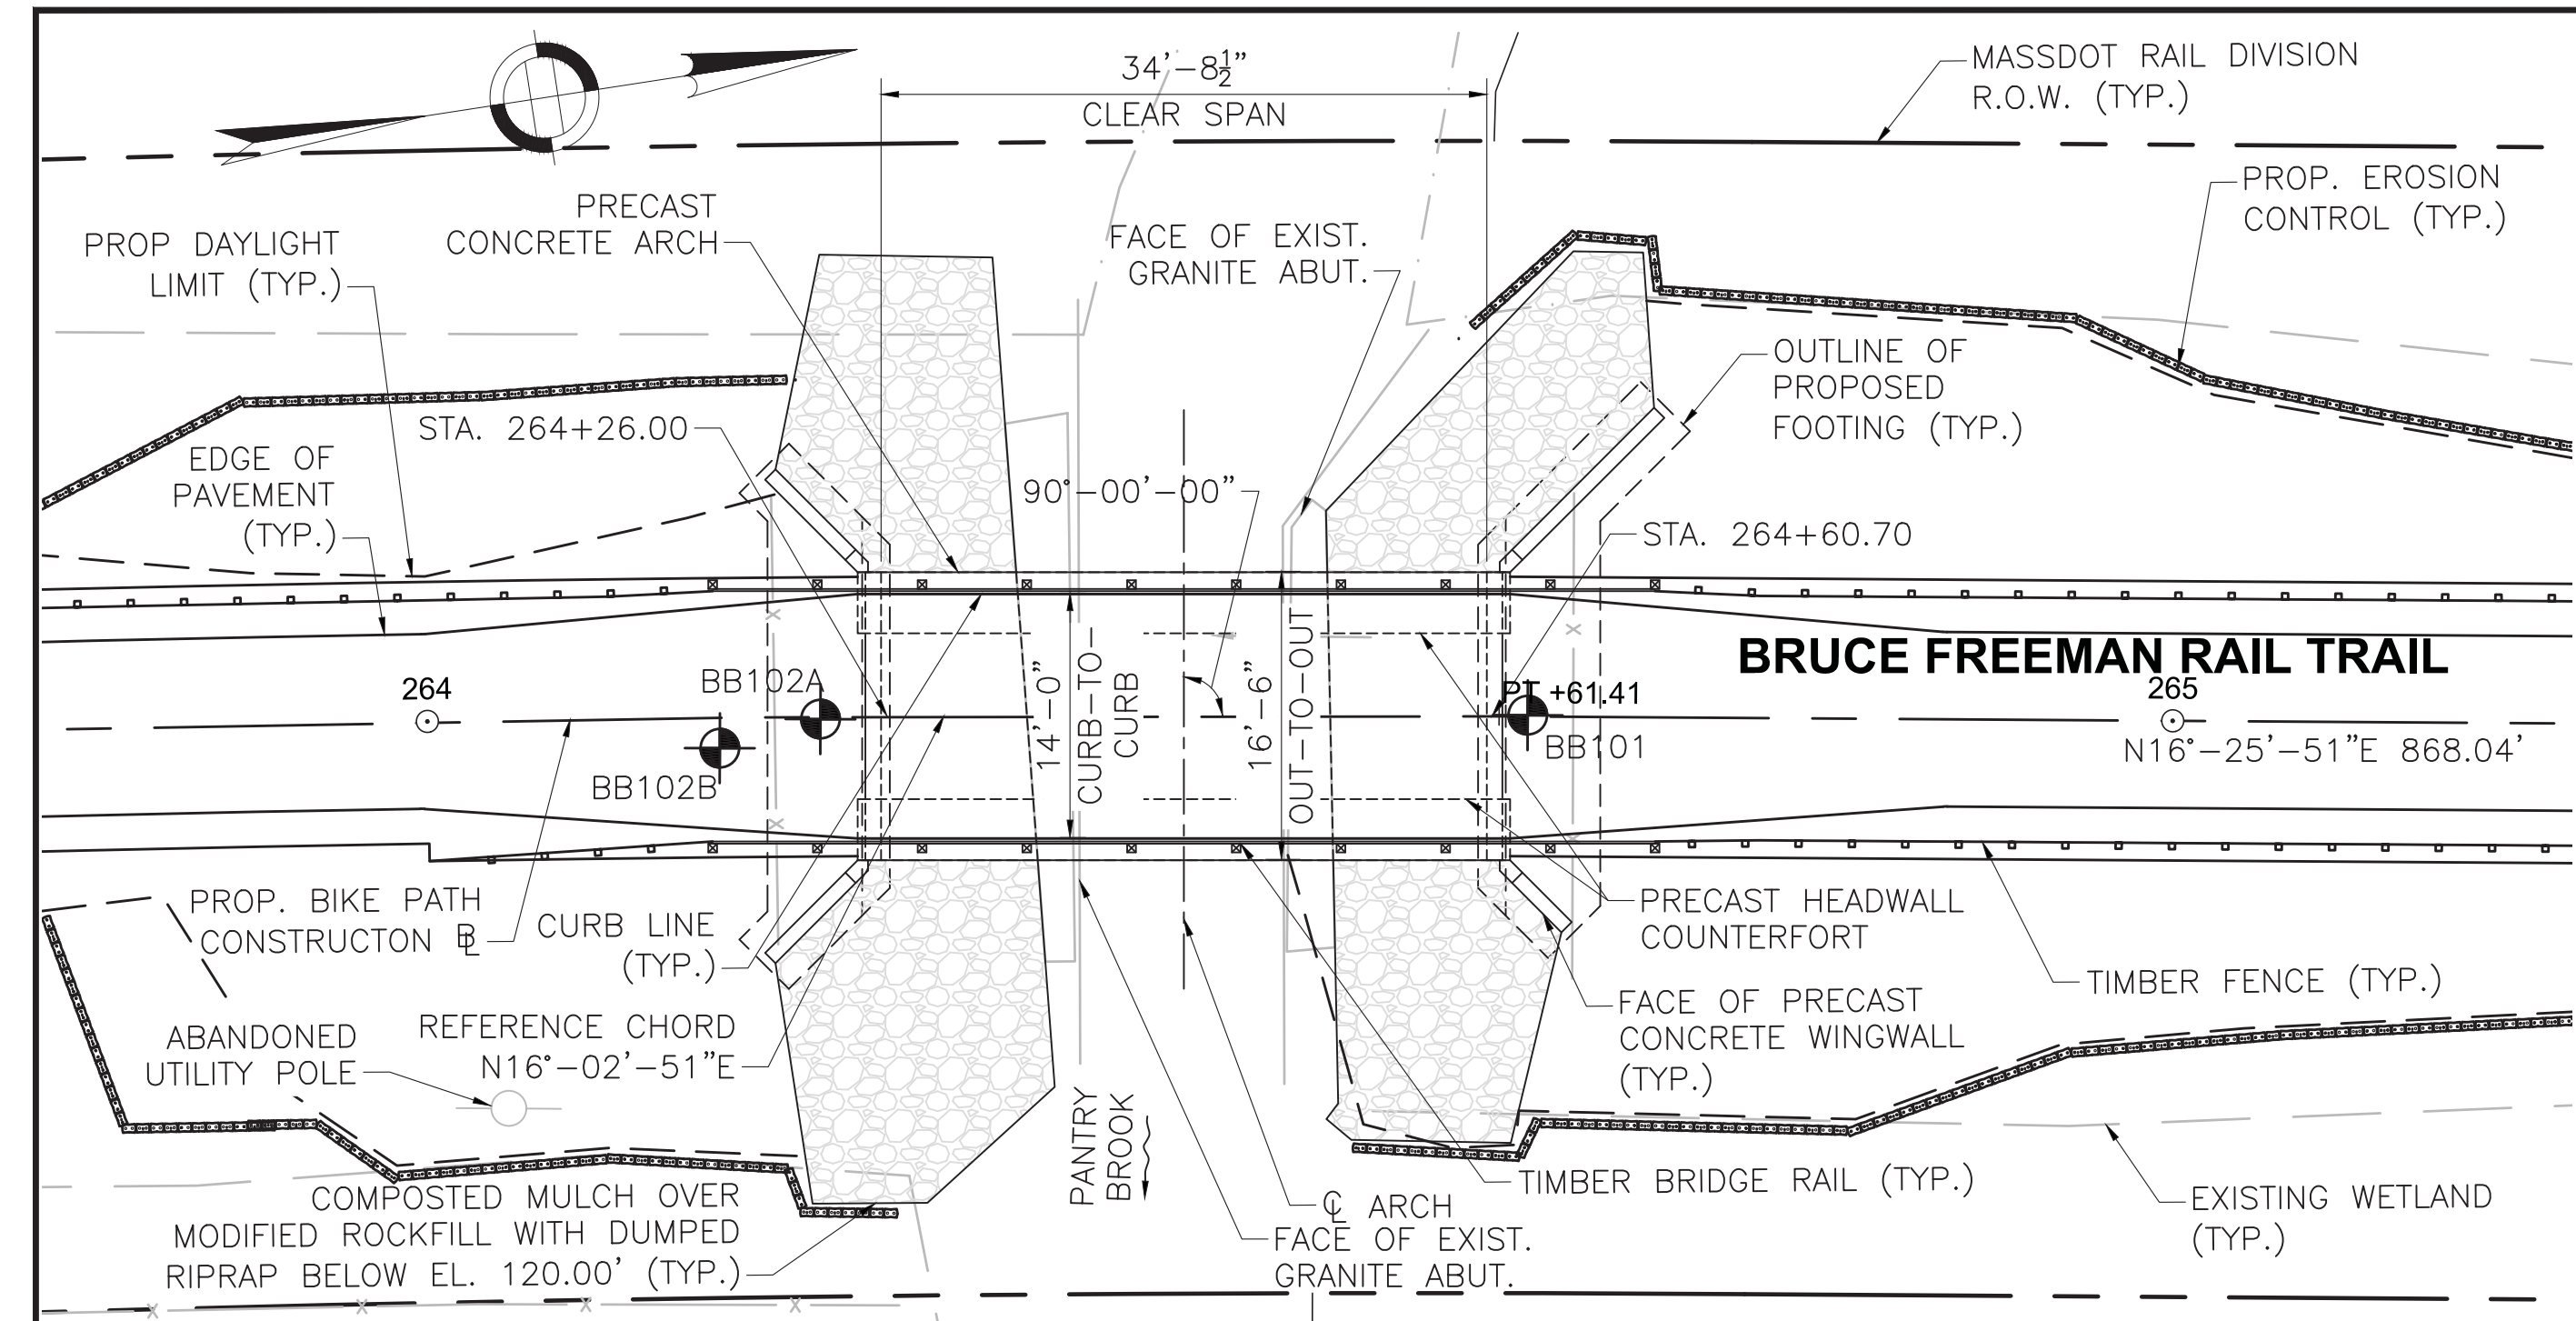 34'-8½"
CLEAR SPAN
MASSDOT RAIL DIVISION
R.O.W. (TYP.)
PROP. EROSION
CONTROL (TYP.)
PRECAST
CONCRETE ARCH
PROP DAYLIGHT
LIMIT (TYP.)
FACE OF EXIST.
GRANITE ABUT.
OUTLINE OF
PROPOSED
FOOTING (TYP.)
STA. 264+26.00
EDGE OF
PAVEMENT
(TYP.)
90°-00'-00"
STA. 264+60.70
BRUCE FREEMAN RAIL TRAIL
264
BB102A
BB102B
14'-0"
CURB-TO-
CURB
16'-6"
OUT-TO-OUT
PT +61.41
BB101
265
N16°-25'-51"E 868.04'
PROP. BIKE PATH
CONSTRUCTON BL
CURB LINE
(TYP.)
PRECAST HEADWALL
COUNTERFORT
TIMBER FENCE (TYP.)
FACE OF PRECAST
CONCRETE WINGWALL
(TYP.)
ABANDONED
UTILITY POLE
REFERENCE CHORD
N16°-02'-51"E
PANTRY
BROOK
TIMBER BRIDGE RAIL (TYP.)
EXISTING WETLAND
(TYP.)
COMPOSTED MULCH OVER
MODIFIED ROCKFILL WITH DUMPED
RIPRAP BELOW EL. 120.00' (TYP.)
CL ARCH
FACE OF EXIST.
GRANITE ABUT.